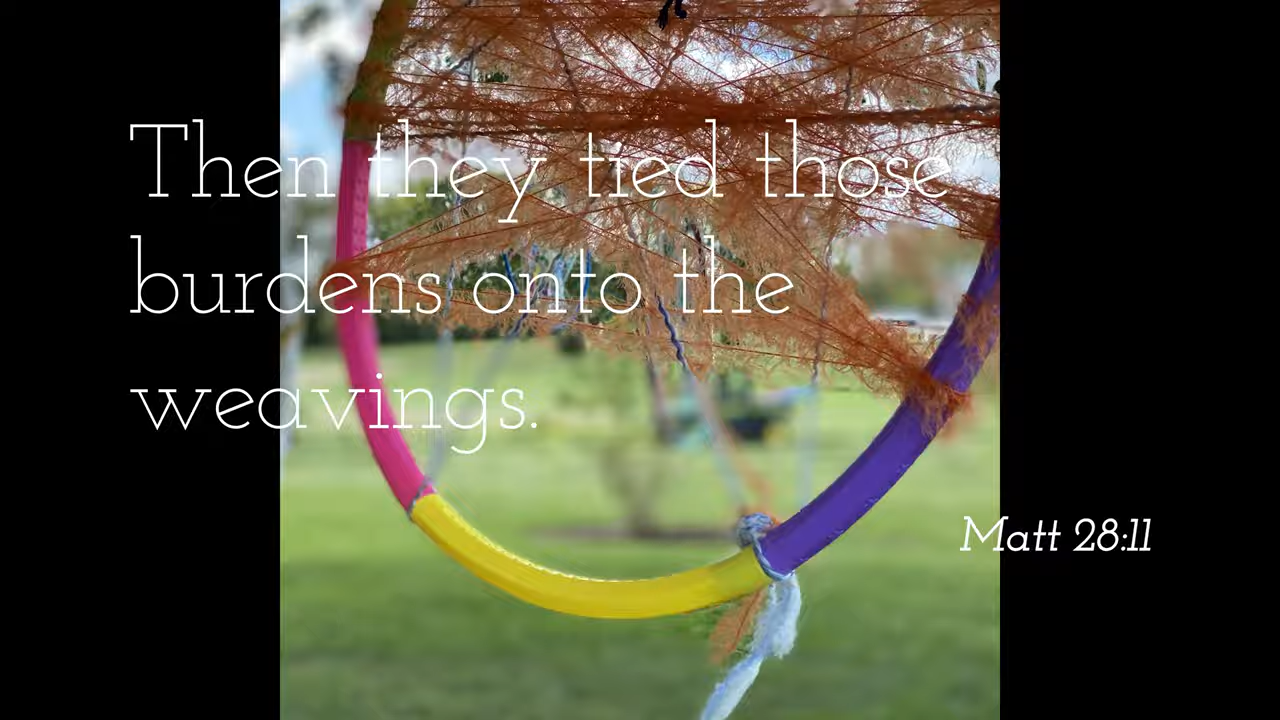 Then they tied those
burdens onto the
weavings.
Matt 28:11